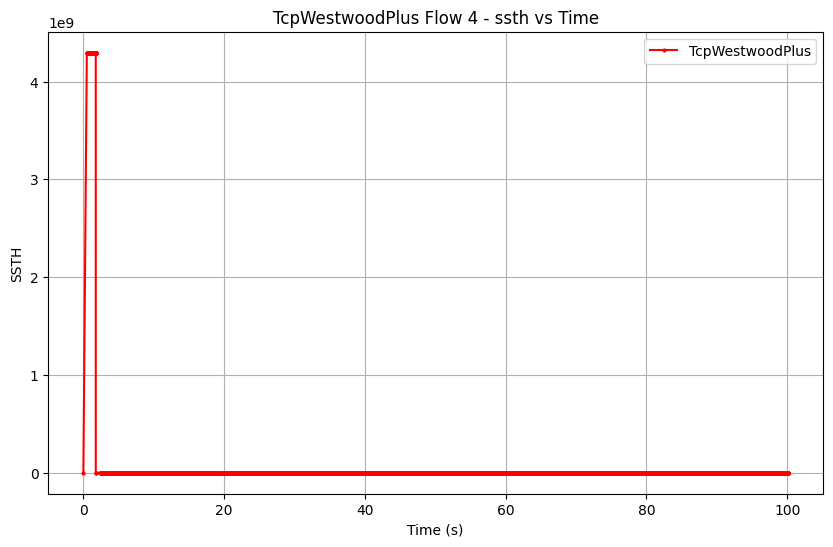 TcpWestwoodPlus Flow 4 - ssth vs Time
1e9
TcpWestwoodPlus
4
3
2
1
0
SSTH
0 20 40 60 80 100
Time (s)